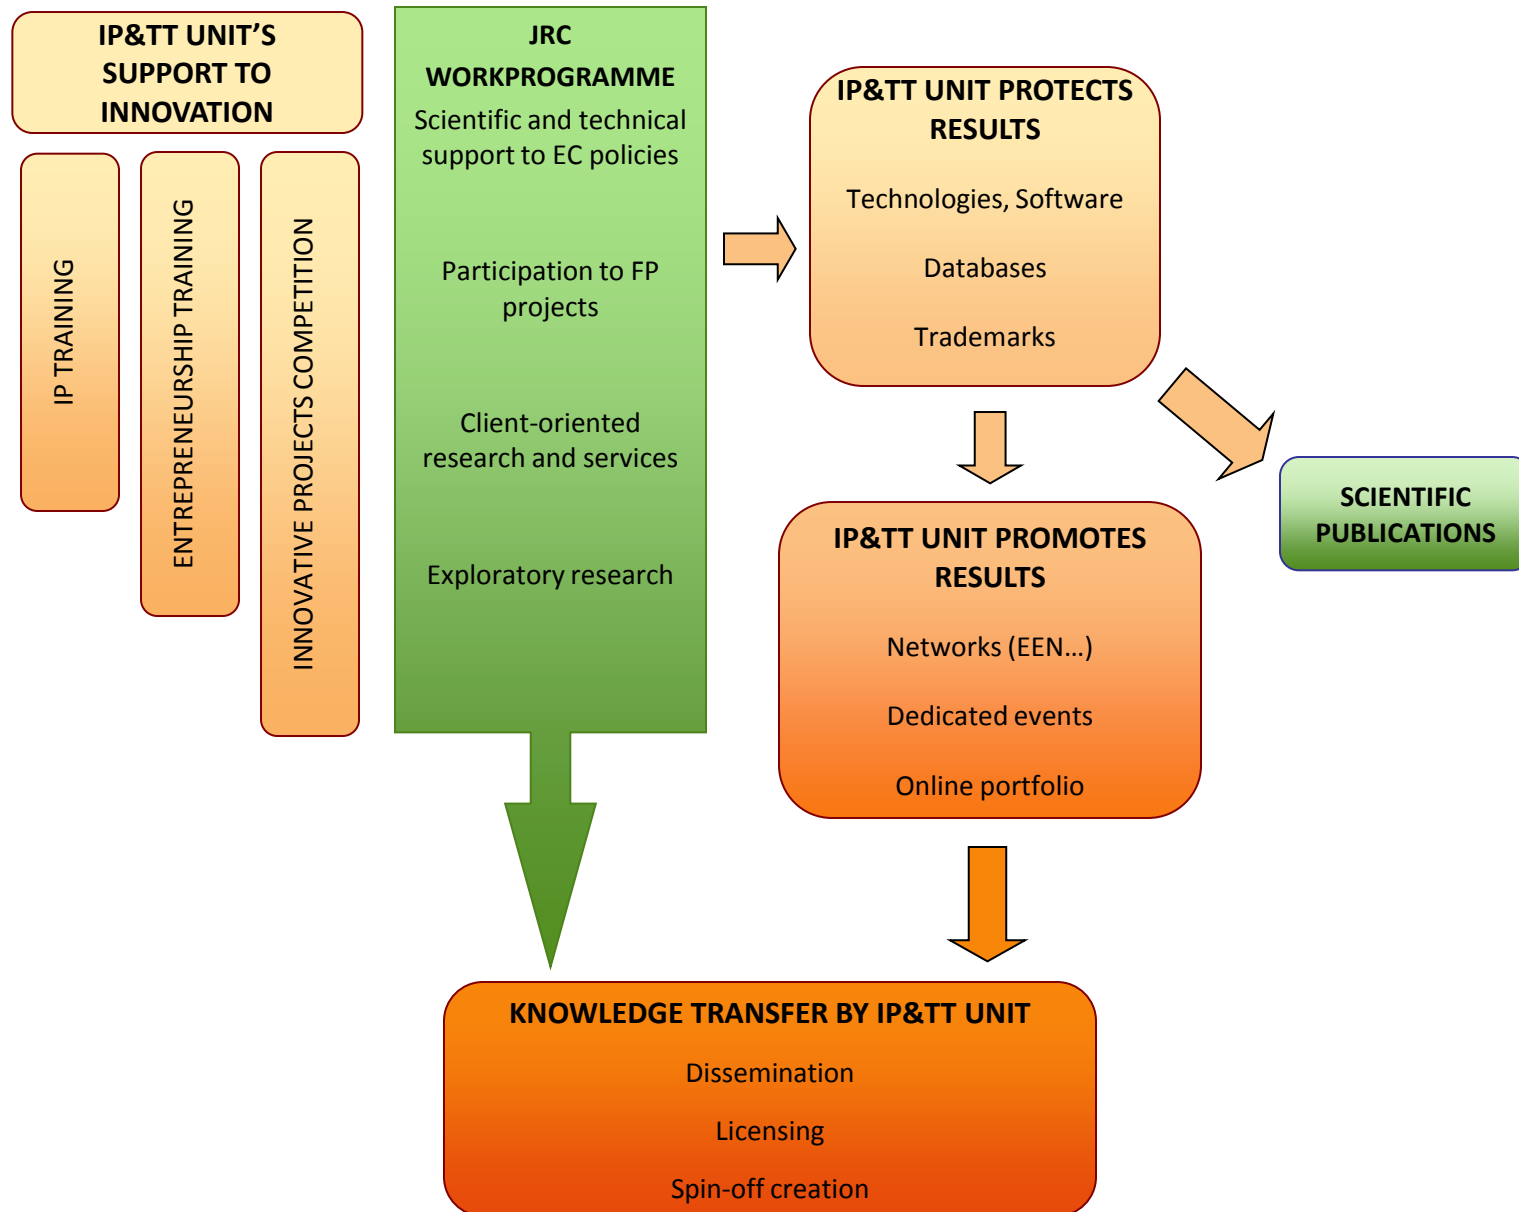 IP&TT UNIT’S
SUPPORT TO
INNOVATION
IP TRAINING
ENTREPRENEURSHIP TRAINING
INNOVATIVE PROJECTS COMPETITION
JRC
WORKPROGRAMME
Scientific and technical
support to EC policies
Participation to FP
projects
Client-oriented
research and services
Exploratory research
IP&TT UNIT PROTECTS
RESULTS
Technologies, Software
Databases
Trademarks
SCIENTIFIC
PUBLICATIONS
IP&TT UNIT PROMOTES
RESULTS
Networks (EEN…)
Dedicated events
Online portfolio
KNOWLEDGE TRANSFER BY IP&TT UNIT
Dissemination
Licensing
Spin-off creation